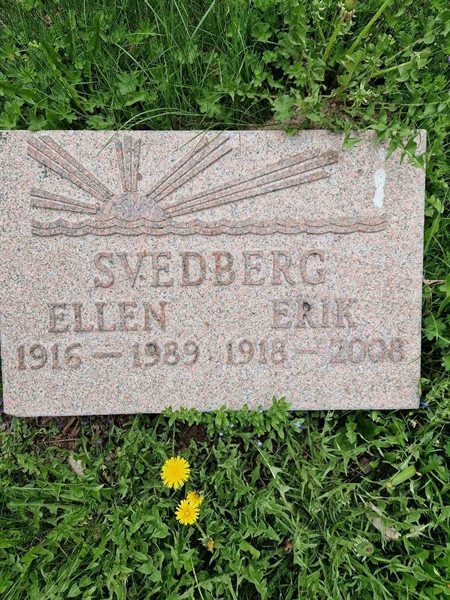 SVEDBERG
ELLEN ERIK
1916 — 1989 . 1918 — 2008